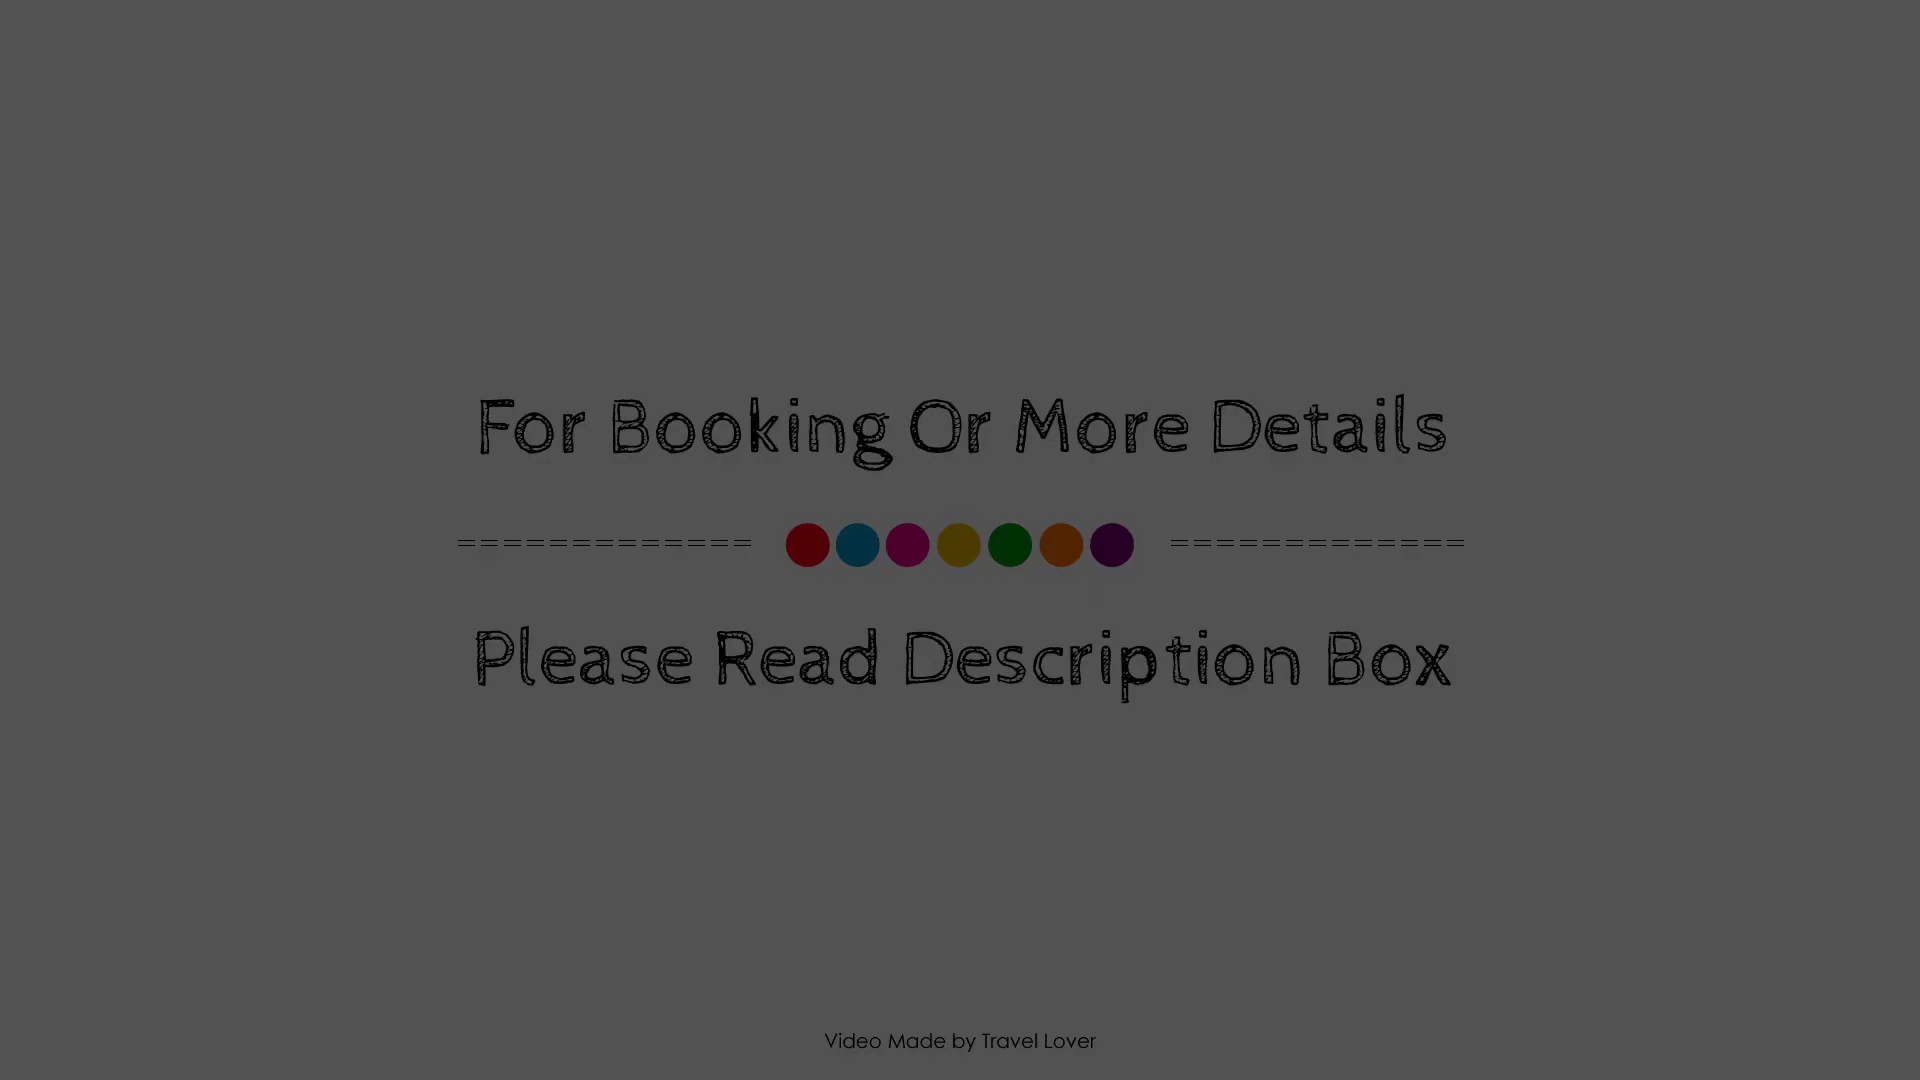 For Booking Or More Details
============= =============
Please Read Description Box
Video Made by Travel Lover